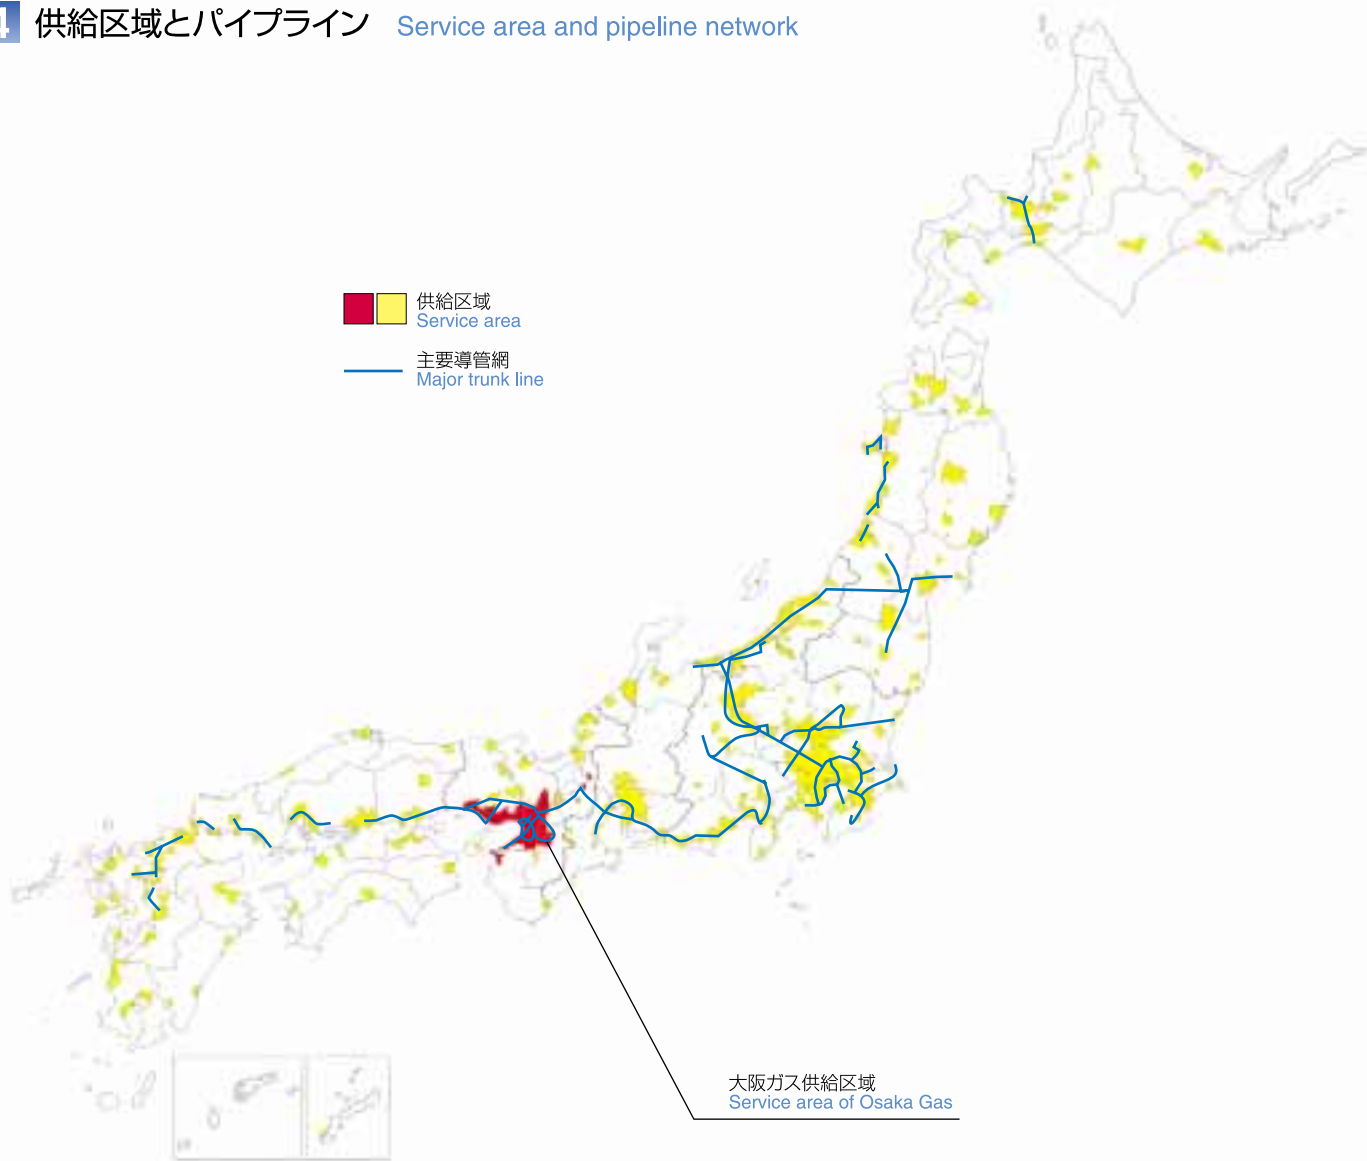 4 供給区域とパイプライン Service area and pipeline network
供給区域
Service area
主要導管網
Major trunk line
大阪ガス供給区域
Service area of Osaka Gas